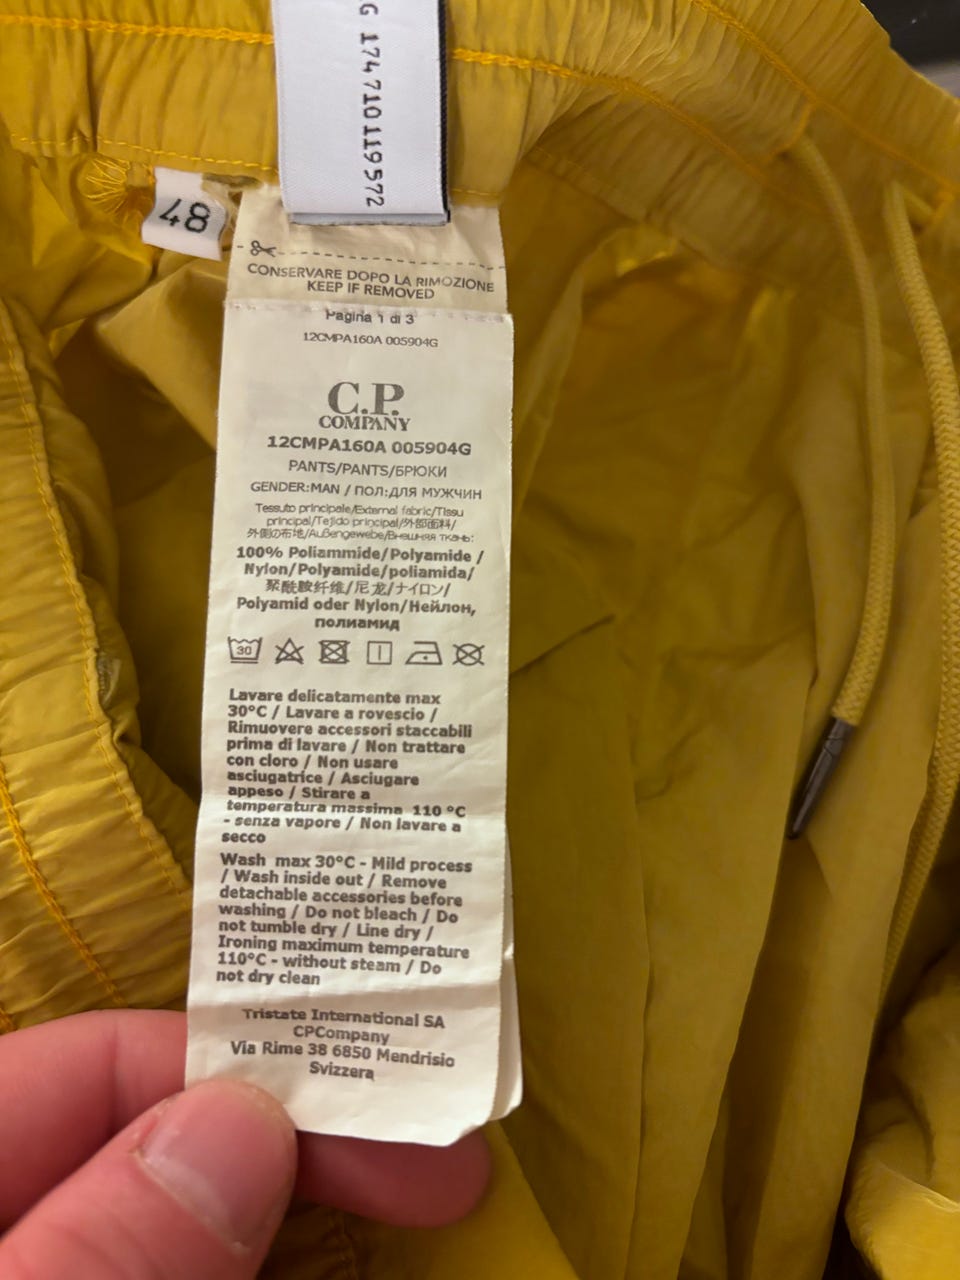 G 174710119572
48
CONSERVARE DOPO LA RIMOZIONE
KEEP IF REMOVED
Pagina 1 di 3
12CMPA160A 005904G
C.P.
COMPANY
12CMPA160A 005904G
PANTS/PANTS/БРЮКИ
GENDER:MAN / ПОЛ:ДЛЯ МУЖЧИН
Tessuto principale/External fabric/Tissu
principal/Tejido principal/外部面料/
外側の布地/Außengewebe/Внешняя ткань:
100% Poliammide/Polyamide /
Nylon/Polyamide/poliamida/
聚酰胺纤维/尼龙/ナイロン/
Polyamid oder Nylon/Нейлон,
полиамид
30
Lavare delicatamente max
30°C / Lavare a rovescio /
Rimuovere accessori staccabili
prima di lavare / Non trattare
con cloro / Non usare
asciugatrice / Asciugare
appeso / Stirare a
temperatura massima 110 °C
- senza vapore / Non lavare a
secco
Wash max 30°C - Mild process
/ Wash inside out / Remove
detachable accessories before
washing / Do not bleach / Do
not tumble dry / Line dry /
Ironing maximum temperature
110°C - without steam / Do
not dry clean
Tristate International SA
CPCompany
Via Rime 38 6850 Mendrisio
Svizzera